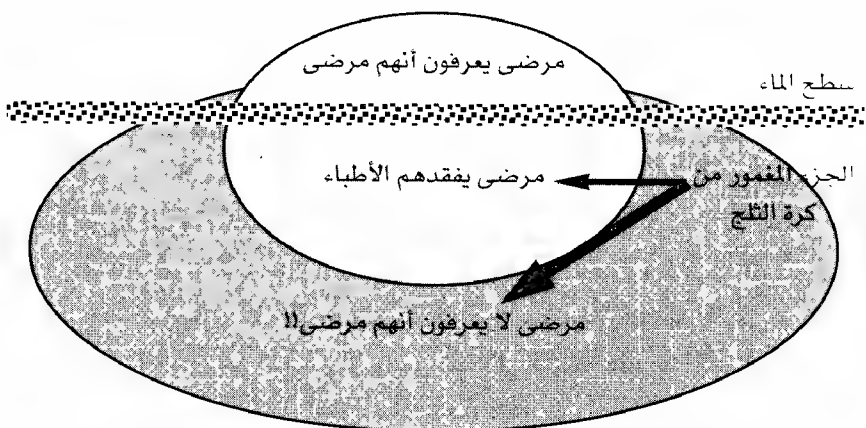 مرضى يعرفون أنهم مرضى
سطح الماء
مرضى يفقدهم الأطباء
الجزء المغمور من
كرة الثلج
مرضى لا يعرفون أنهم مرضى!!